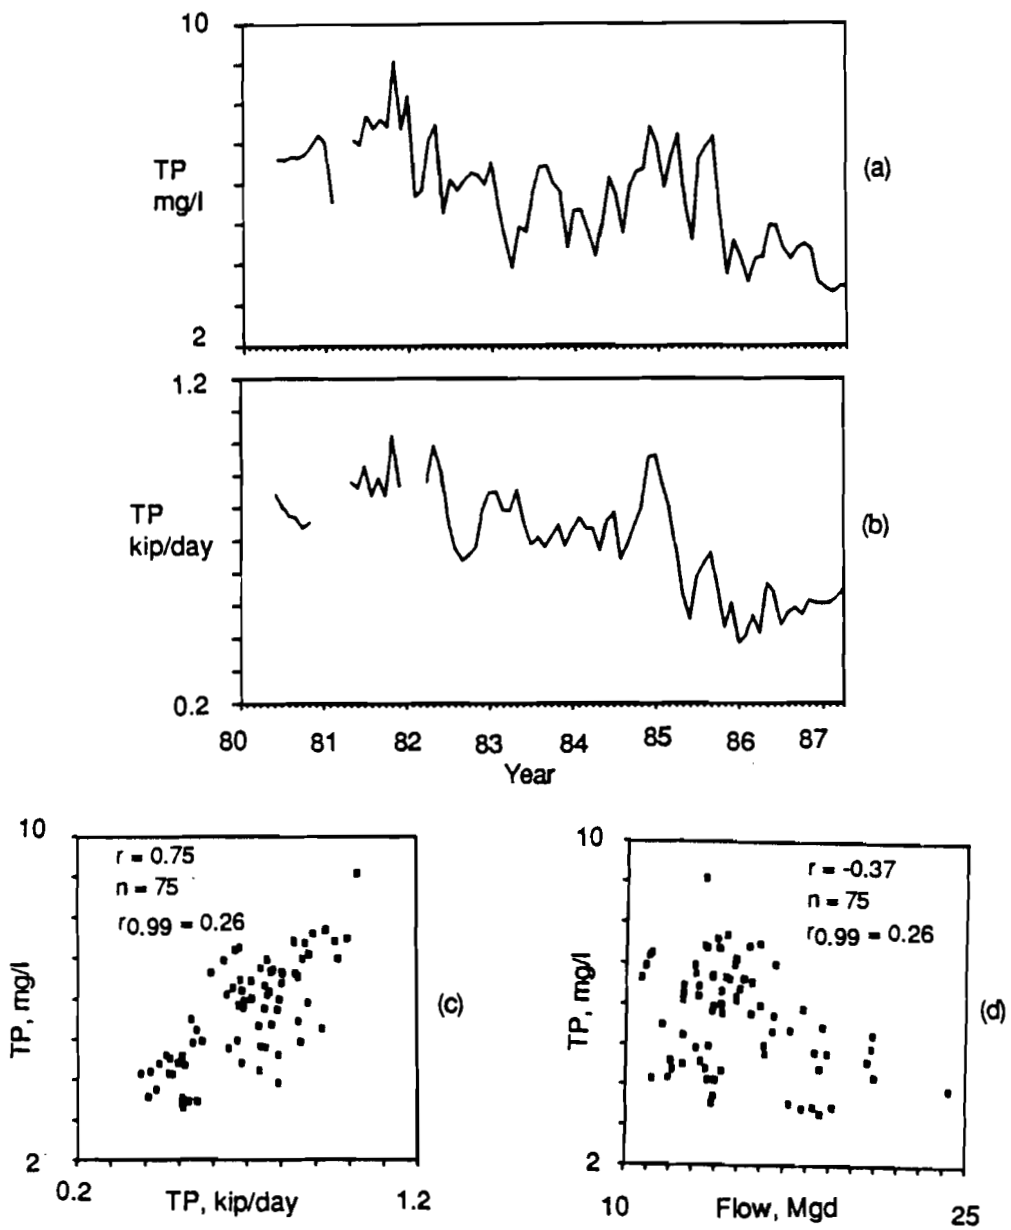 10
TP
mg/l
(a)
2
1.2
TP
kip/day
(b)
0.2
80 81 82 83 84 85 86 87
Year
10
r = 0.75
n = 75
r0.99 = 0.26
TP, mg/l
(c)
2
0.2 TP, kip/day 1.2
10
r = -0.37
n = 75
r0.99 = 0.26
TP, mg/l
(d)
2
10 Flow, Mgd 25